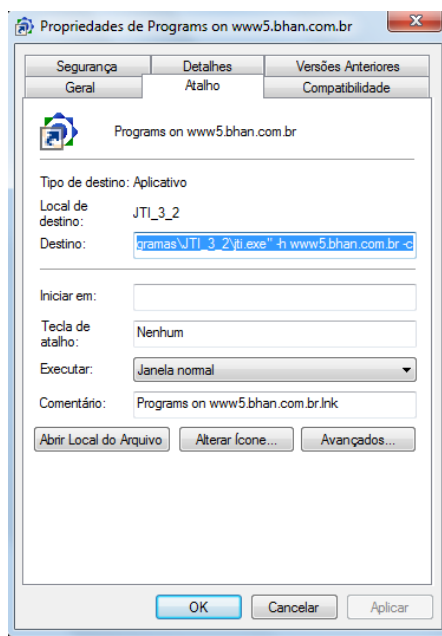 Propriedades de Programs on www5.bhan.com.br
Segurança Detalhes Versões Anteriores
Geral Atalho Compatibilidade
Programs on www5.bhan.com.br
Tipo de destino: Aplicativo
Local de
destino: JTI_3_2
Destino: gramas\JTI_3_2\jti.exe" -h www5.bhan.com.br -c
Iniciar em:
Tecla de
atalho: Nenhum
Executar: Janela normal
Comentário: Programs on www5.bhan.com.br.lnk
Abrir Local do Arquivo Alterar Ícone... Avançados...
OK Cancelar Aplicar